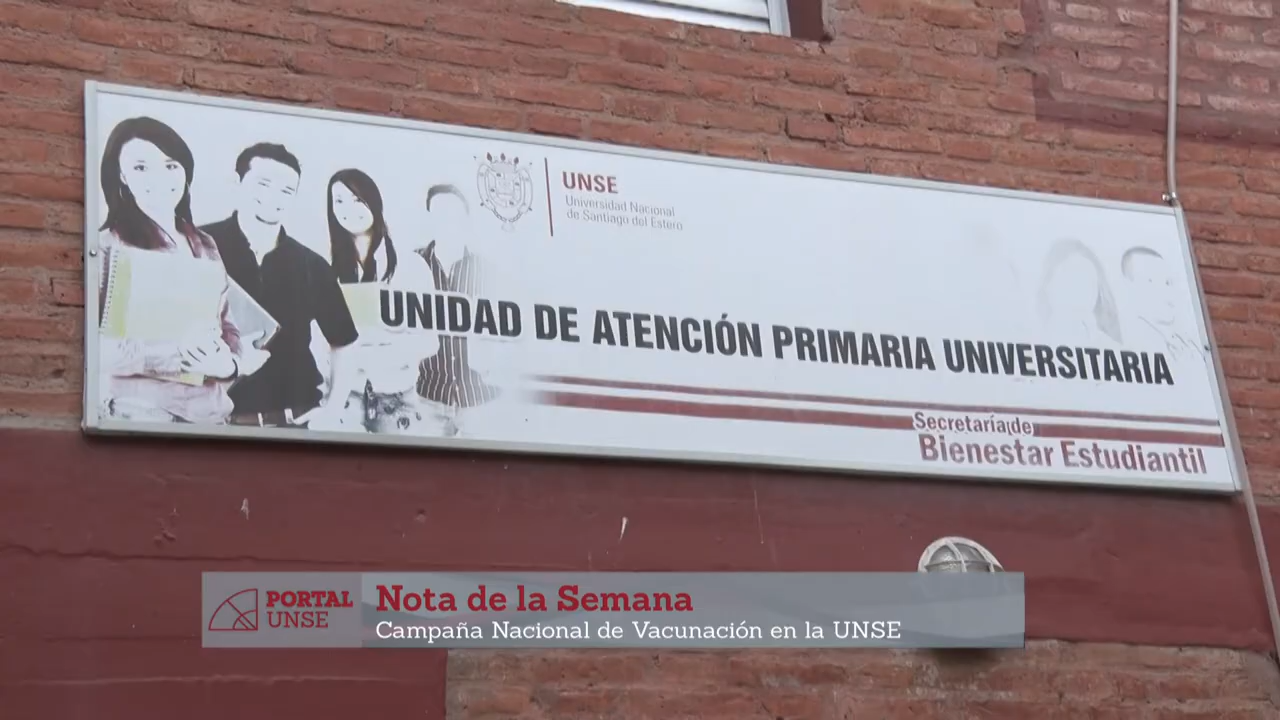 UNSE
Universidad Nacional
de Santiago del Estero
UNIDAD DE ATENCIÓN PRIMARIA UNIVERSITARIA
Secretaría de
Bienestar Estudiantil
PORTAL
UNSE
Nota de la Semana
Campaña Nacional de Vacunación en la UNSE